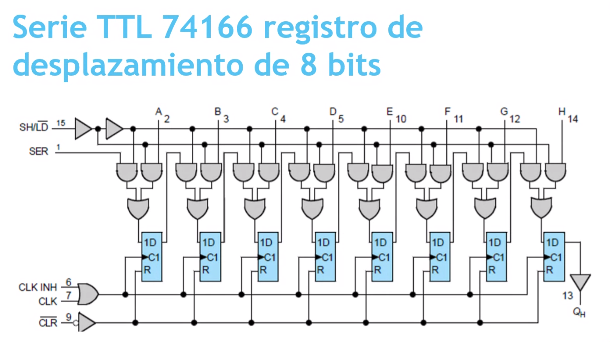 Serie TTL 74166 registro de
desplazamiento de 8 bits
A B C D E F G H
SH/LD 15 2 3 4 5 10 11 12 14
SER 1
1D 1D 1D 1D 1D 1D 1D 1D
C1 C1 C1 C1 C1 C1 C1 C1
R R R R R R R R
CLK INH 6
CLK 7
13
CLR 9
QH